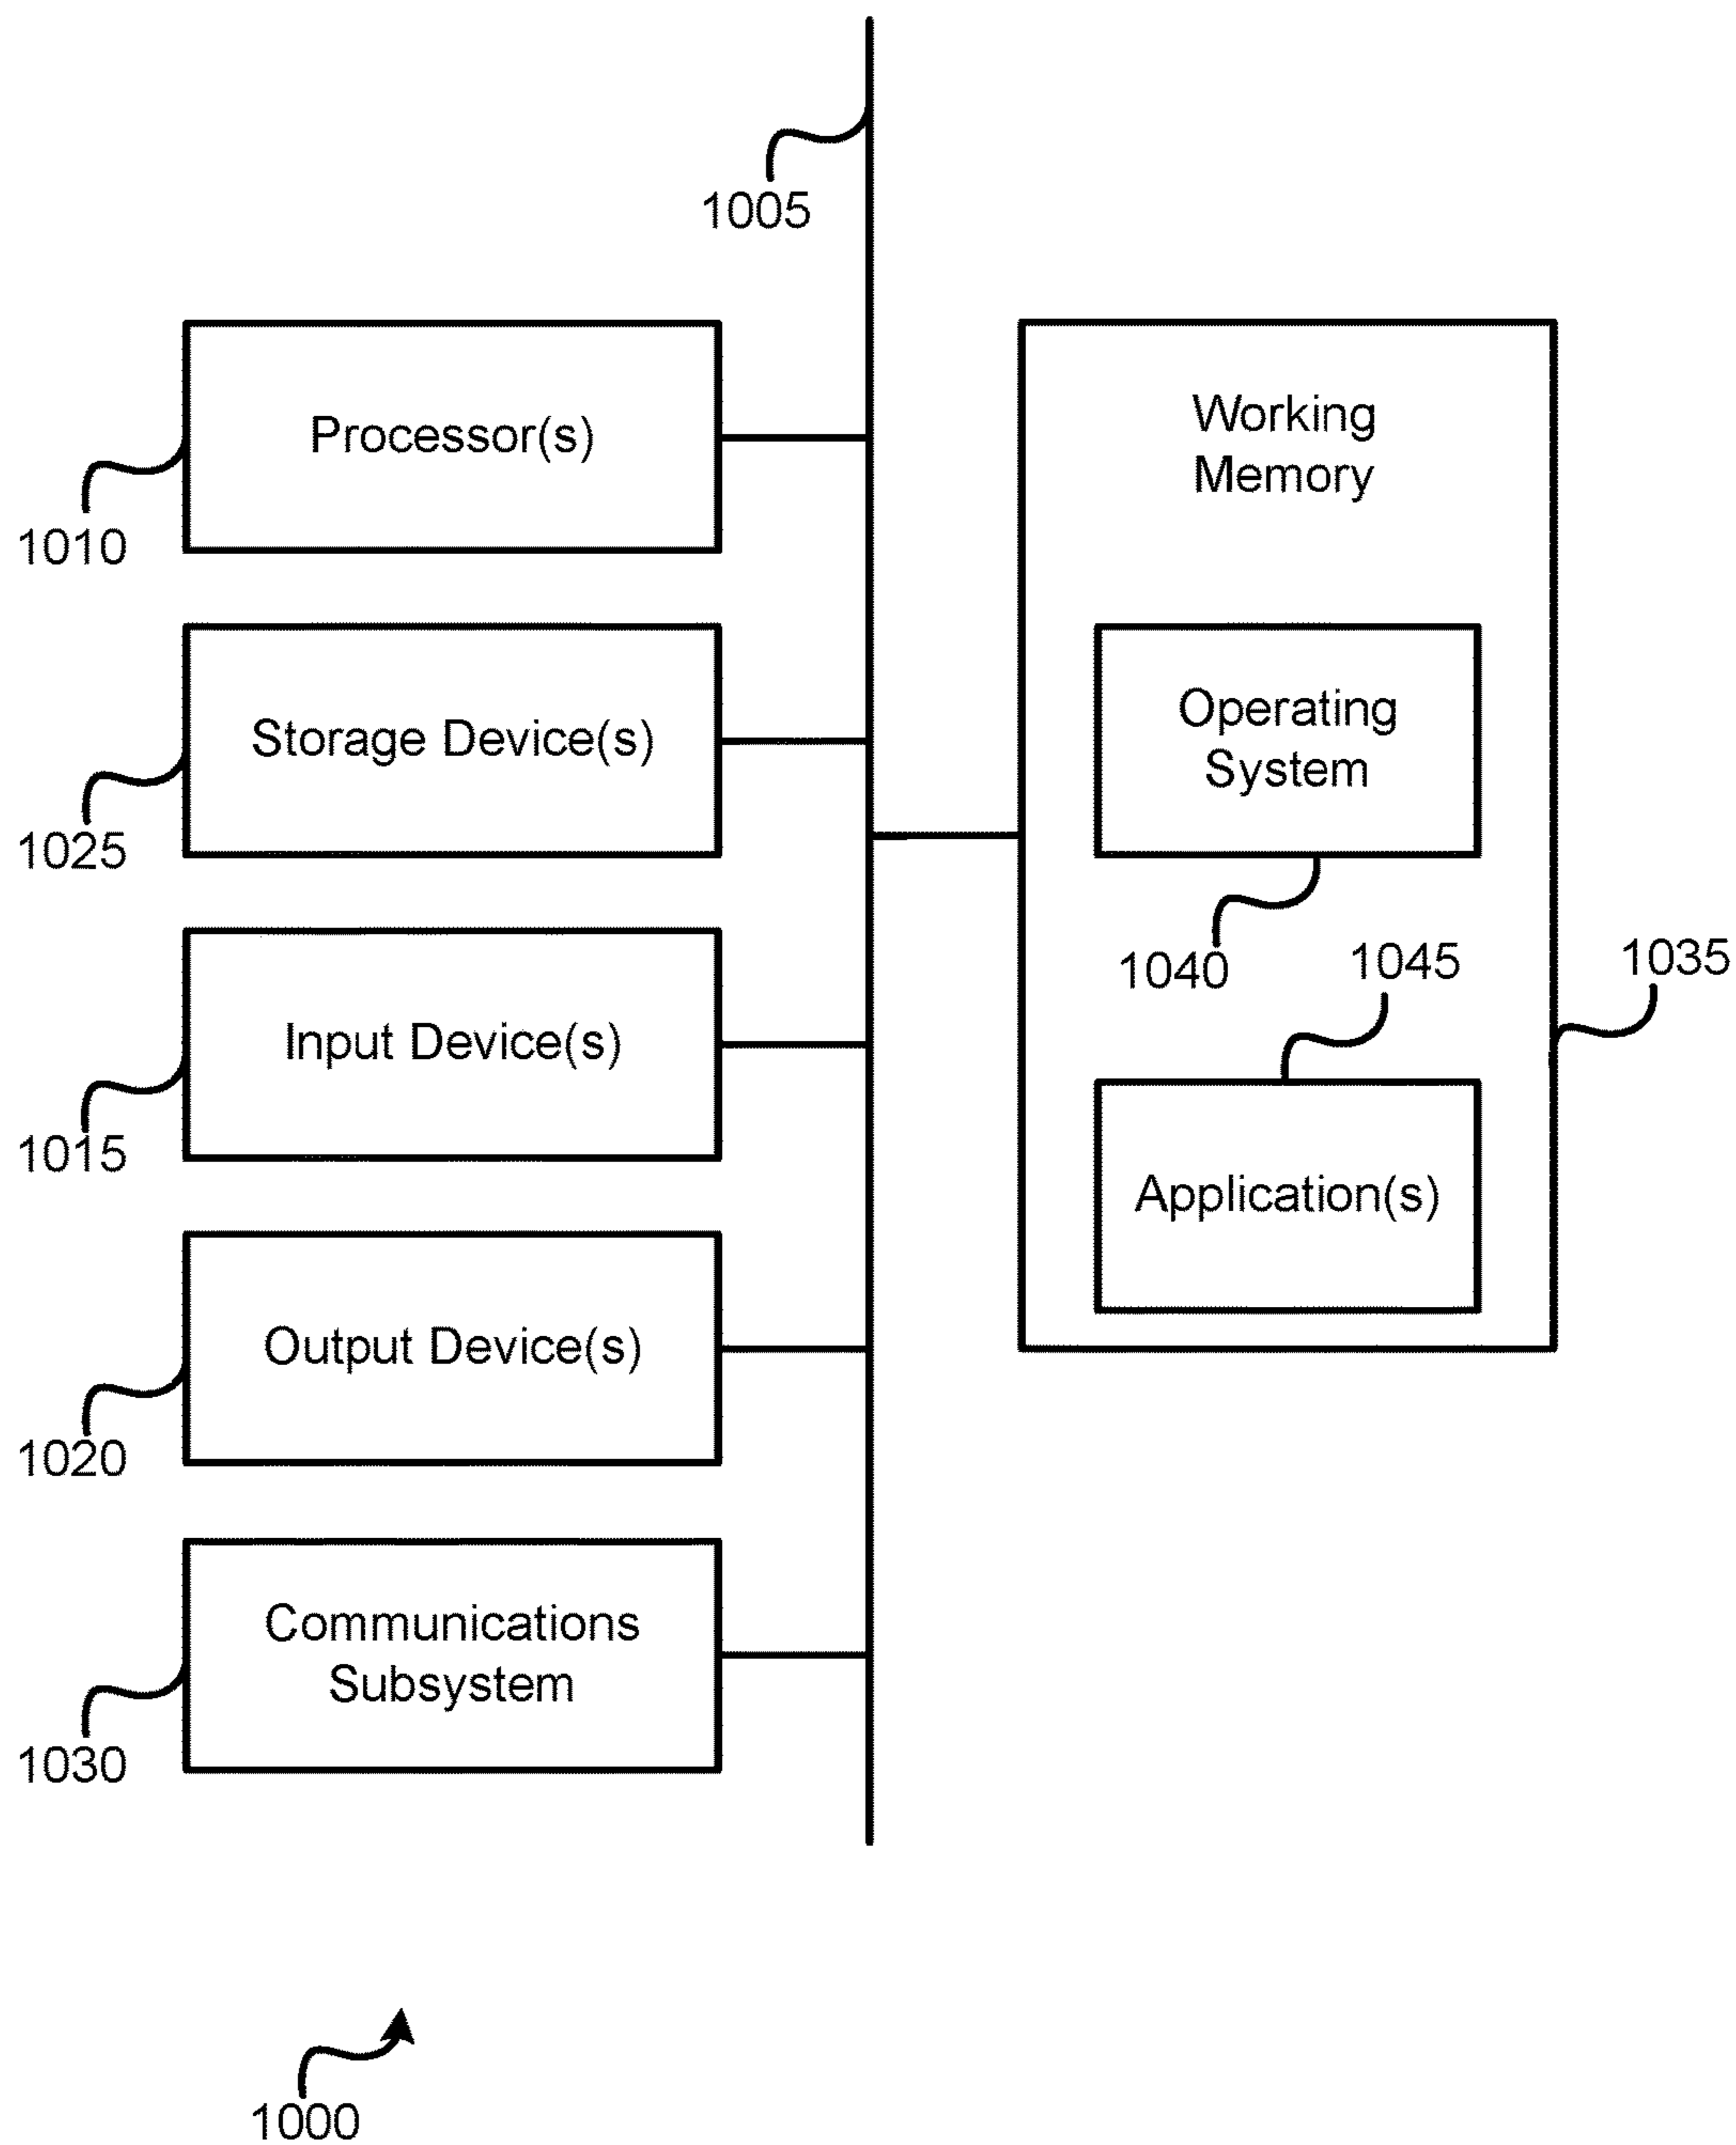 1005
Processor(s)
1010
Storage Device(s)
1025
Input Device(s)
1015
Output Device(s)
1020
Communications
Subsystem
1030
Working
Memory
Operating
System
1040
1045
1035
Application(s)
1000